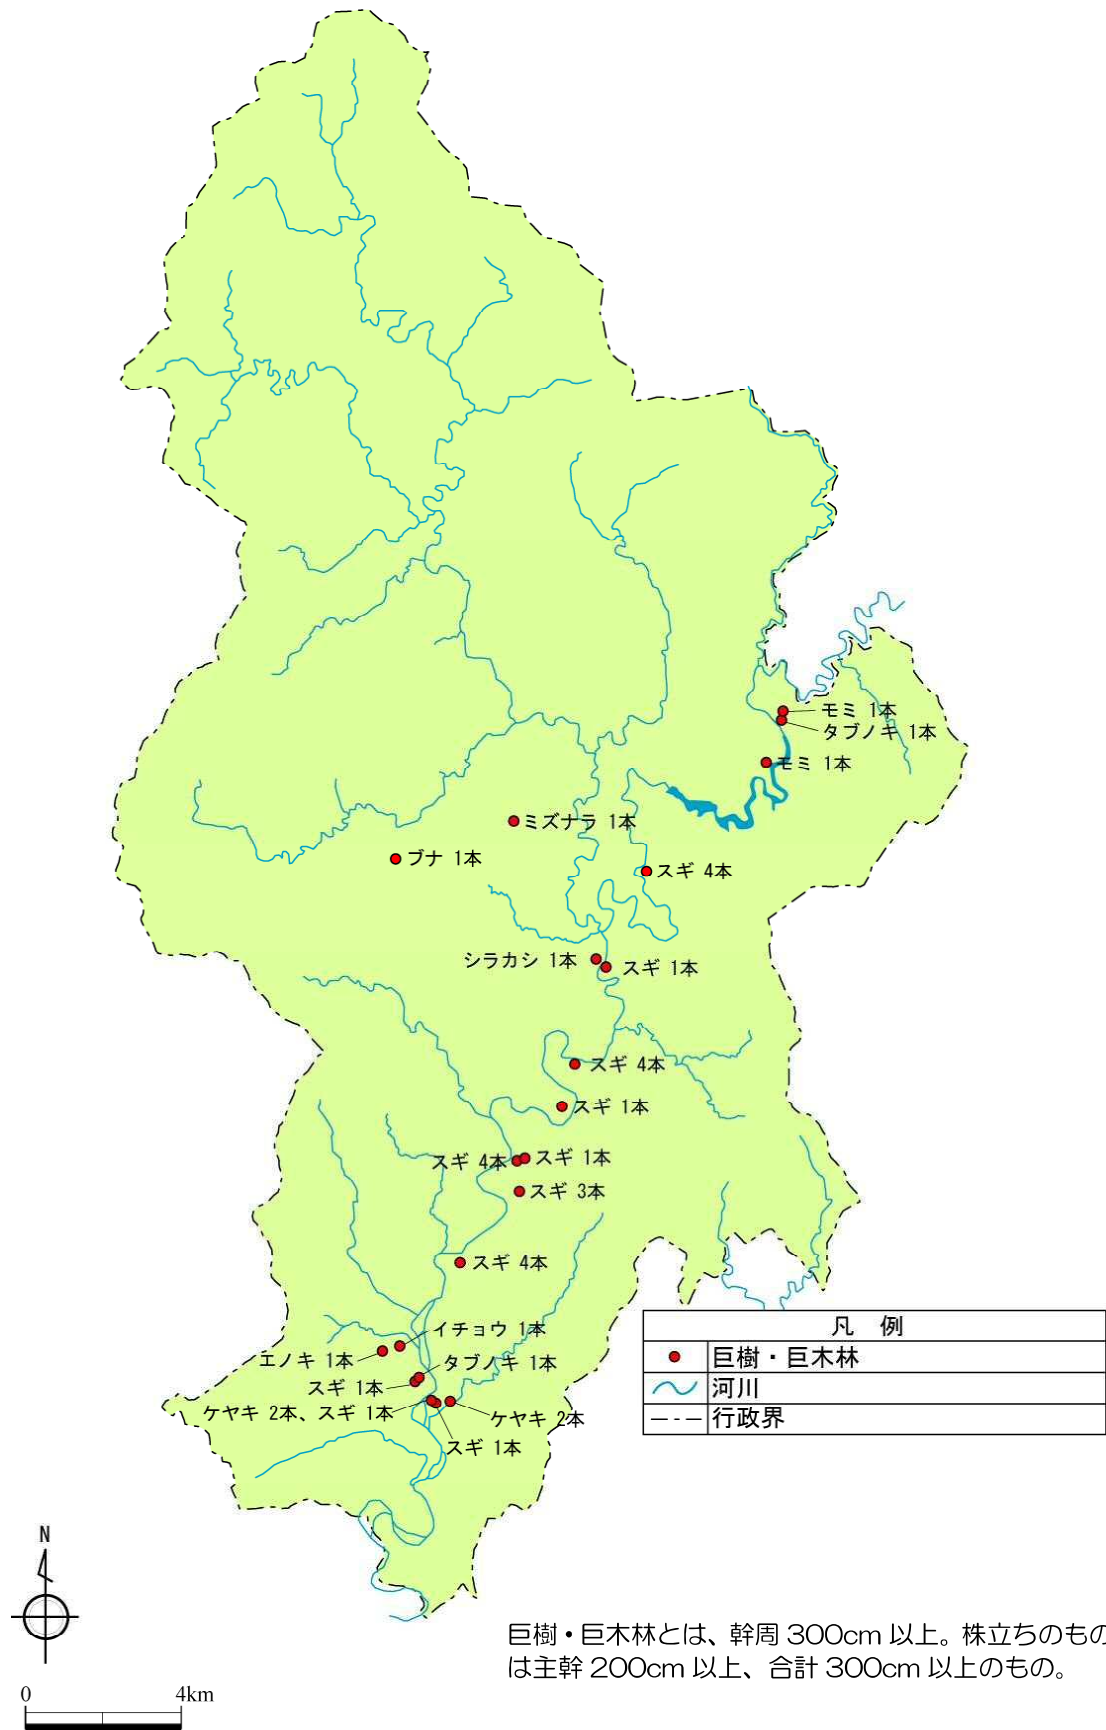 モミ 1本
タブノキ 1本
モミ 1本
ミズナラ 1本
ブナ 1本
スギ 4本
シラカシ 1本
スギ 1本
スギ 4本
スギ 1本
スギ 4本
スギ 1本
スギ 3本
スギ 4本
イチョウ 1本
エノキ 1本
タブノキ 1本
スギ 1本
ケヤキ 2本、スギ 1本
ケヤキ 2本
スギ 1本
凡 例
巨樹・巨木林
河川
行政界
N
巨樹・巨木林とは、幹周 300cm 以上。株立ちのもの
は主幹 200cm 以上、合計 300cm 以上のもの。
0 4km